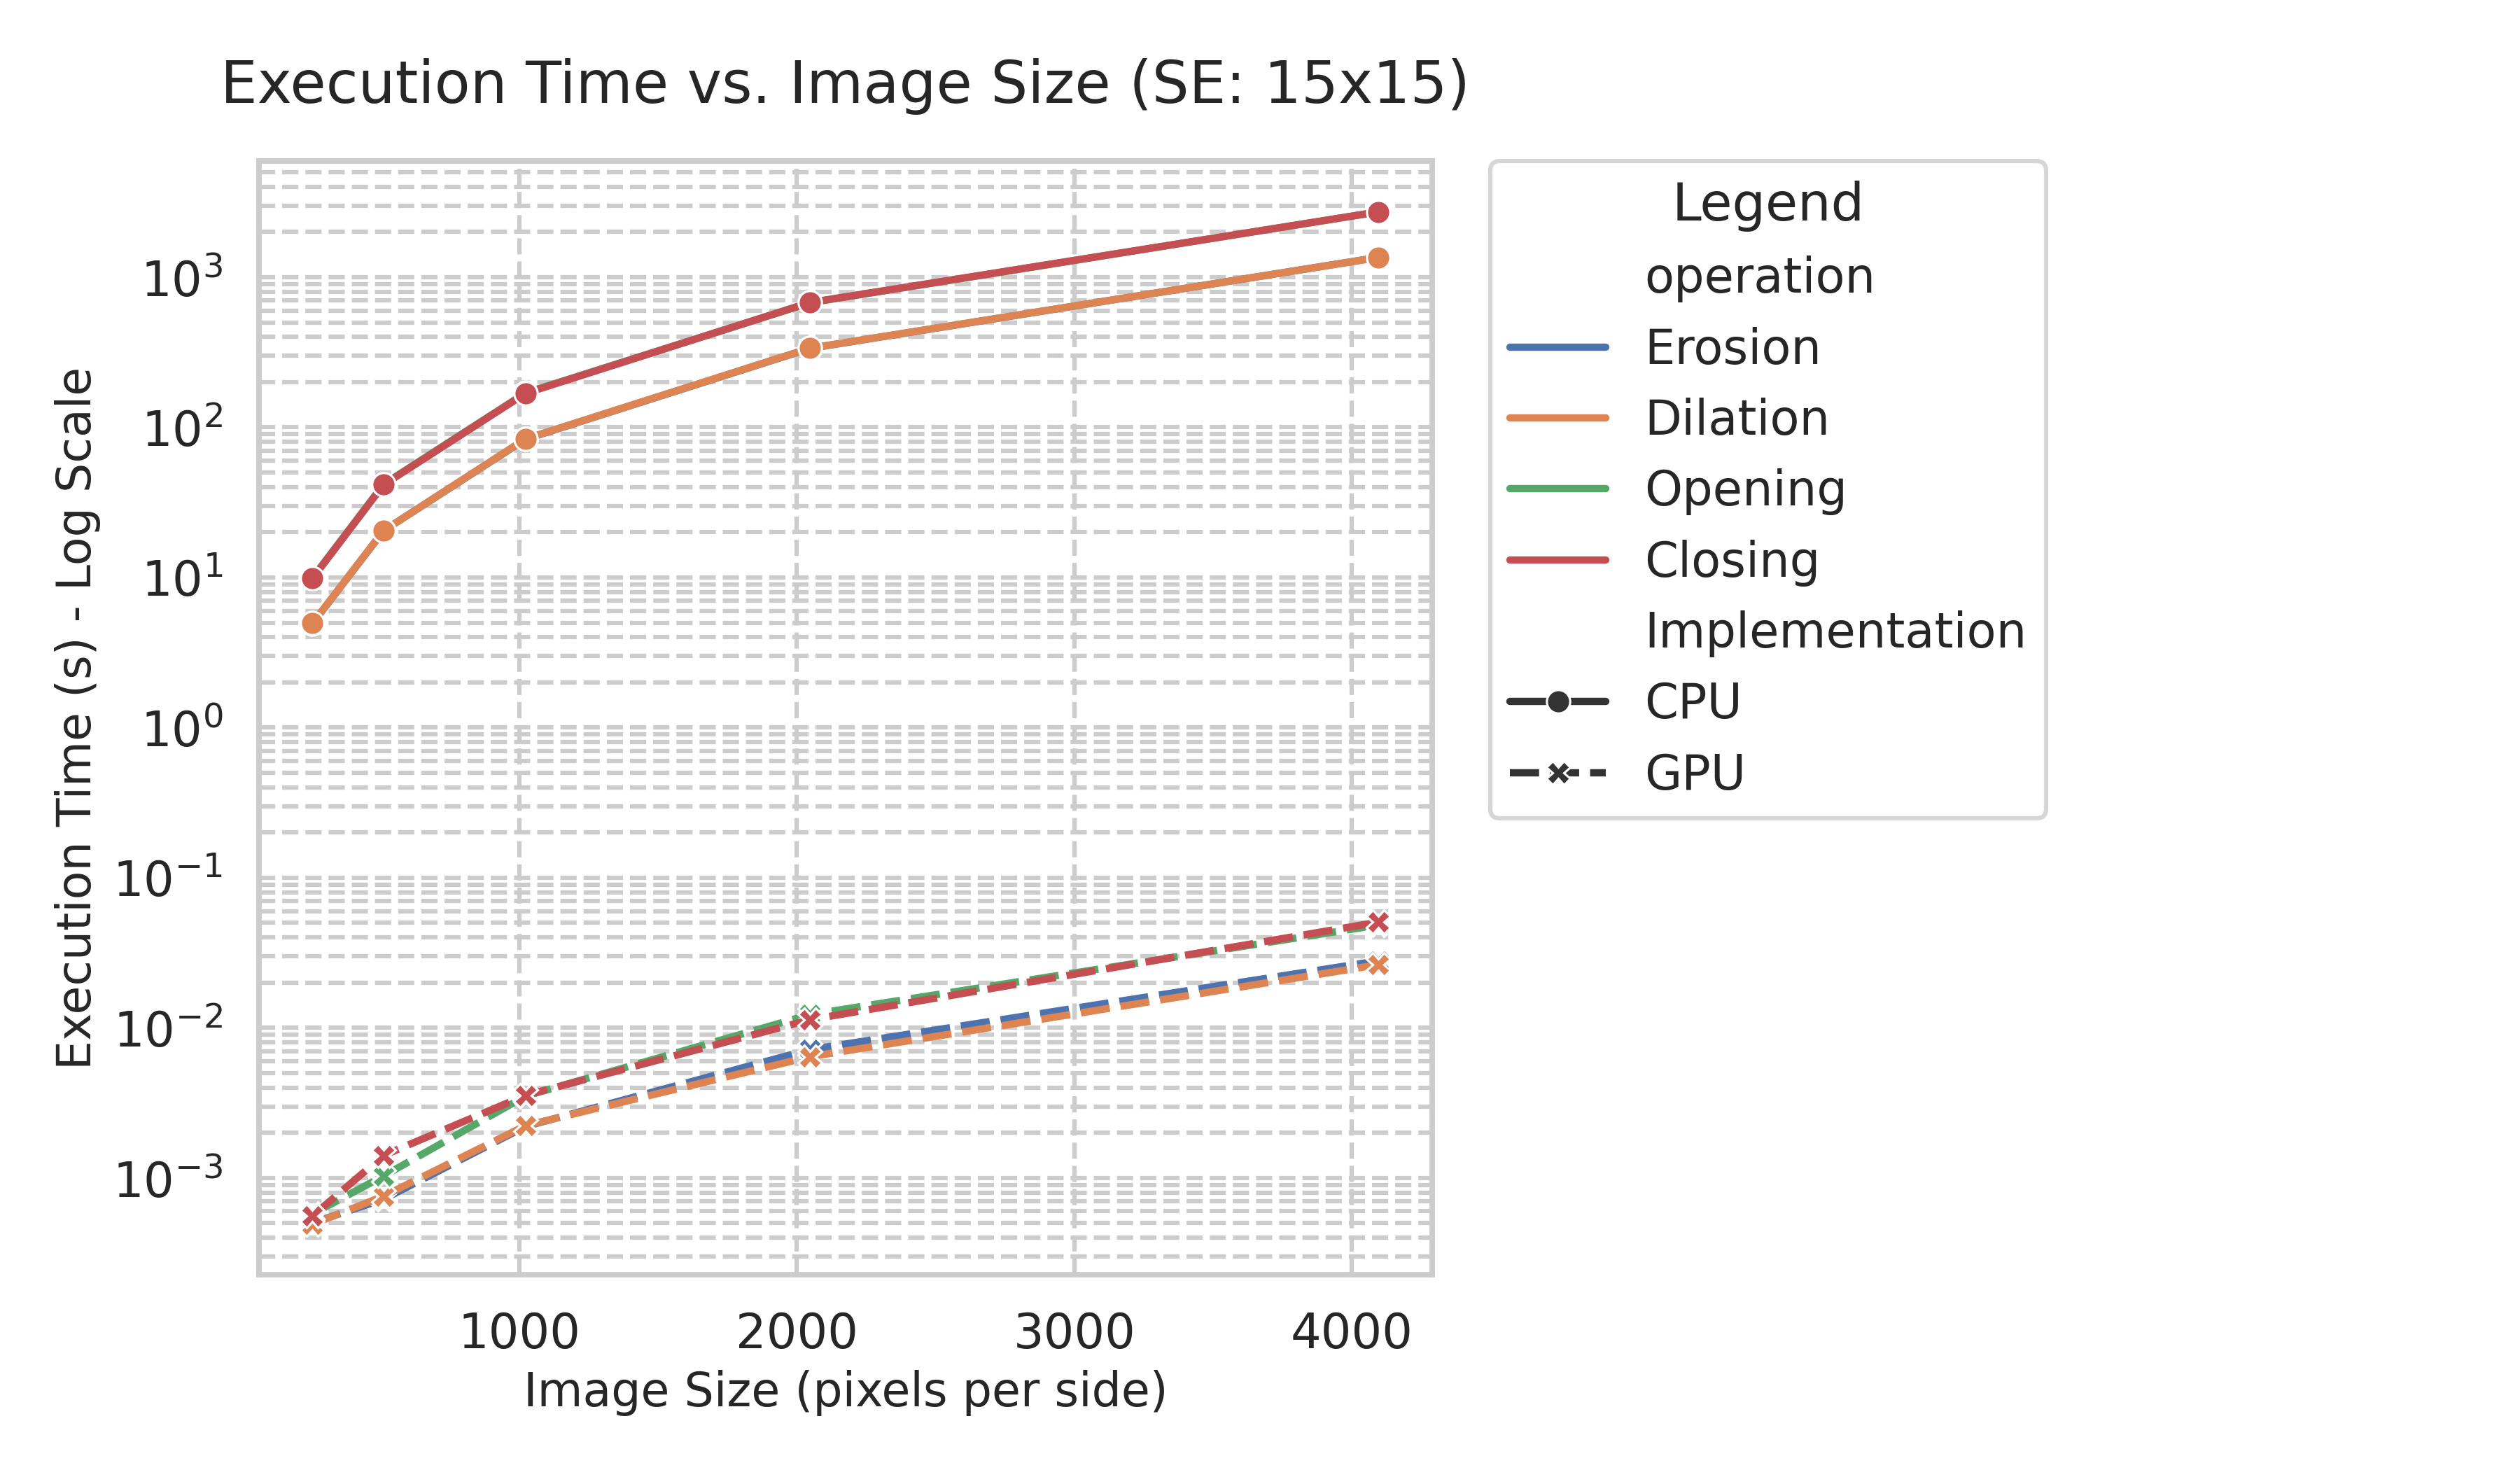 Execution Time vs. Image Size (SE: 15x15)
Execution Time (s) - Log Scale
10³
10²
10¹
10⁰
10⁻¹
10⁻²
10⁻³
1000 2000 3000 4000
Image Size (pixels per side)
Legend
operation
Erosion
Dilation
Opening
Closing
Implementation
CPU
GPU